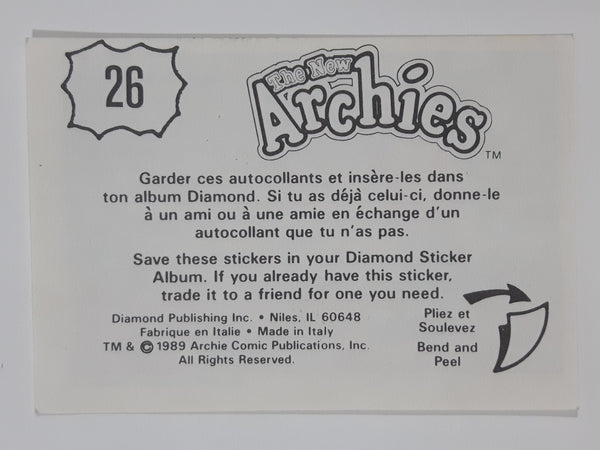 26
The New
Archies
TM
Garder ces autocollants et insère-les dans
ton album Diamond. Si tu as déjà celui-ci, donne-le
à un ami ou à une amie en échange d'un
autocollant que tu n'as pas.
Save these stickers in your Diamond Sticker
Album. If you already have this sticker,
trade it to a friend for one you need.
Diamond Publishing Inc. • Niles, IL 60648
Fabrique en Italie • Made in Italy
TM & © 1989 Archie Comic Publications, Inc.
All Rights Reserved.
Pliez et
Soulevez
Bend and
Peel